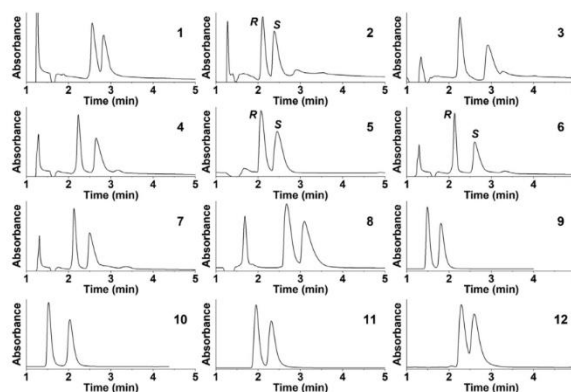 Absorbance
1
1 2 3 4 5
Time (min)
Absorbance
R S
2
1 2 3 4 5
Time (min)
Absorbance
3
1 2 3 4
Time (min)
Absorbance
4
1 2 3 4 5
Time (min)
Absorbance
R S
5
1 2 3 4 5
Time (min)
Absorbance
R S
6
1 2 3 4
Time (min)
Absorbance
7
1 2 3 4 5
Time (min)
Absorbance
8
1 2 3 4 5
Time (min)
Absorbance
9
1 2 3 4
Time (min)
Absorbance
10
1 2 3 4 5
Time (min)
Absorbance
11
1 2 3 4 5
Time (min)
Absorbance
12
1 2 3 4
Time (min)